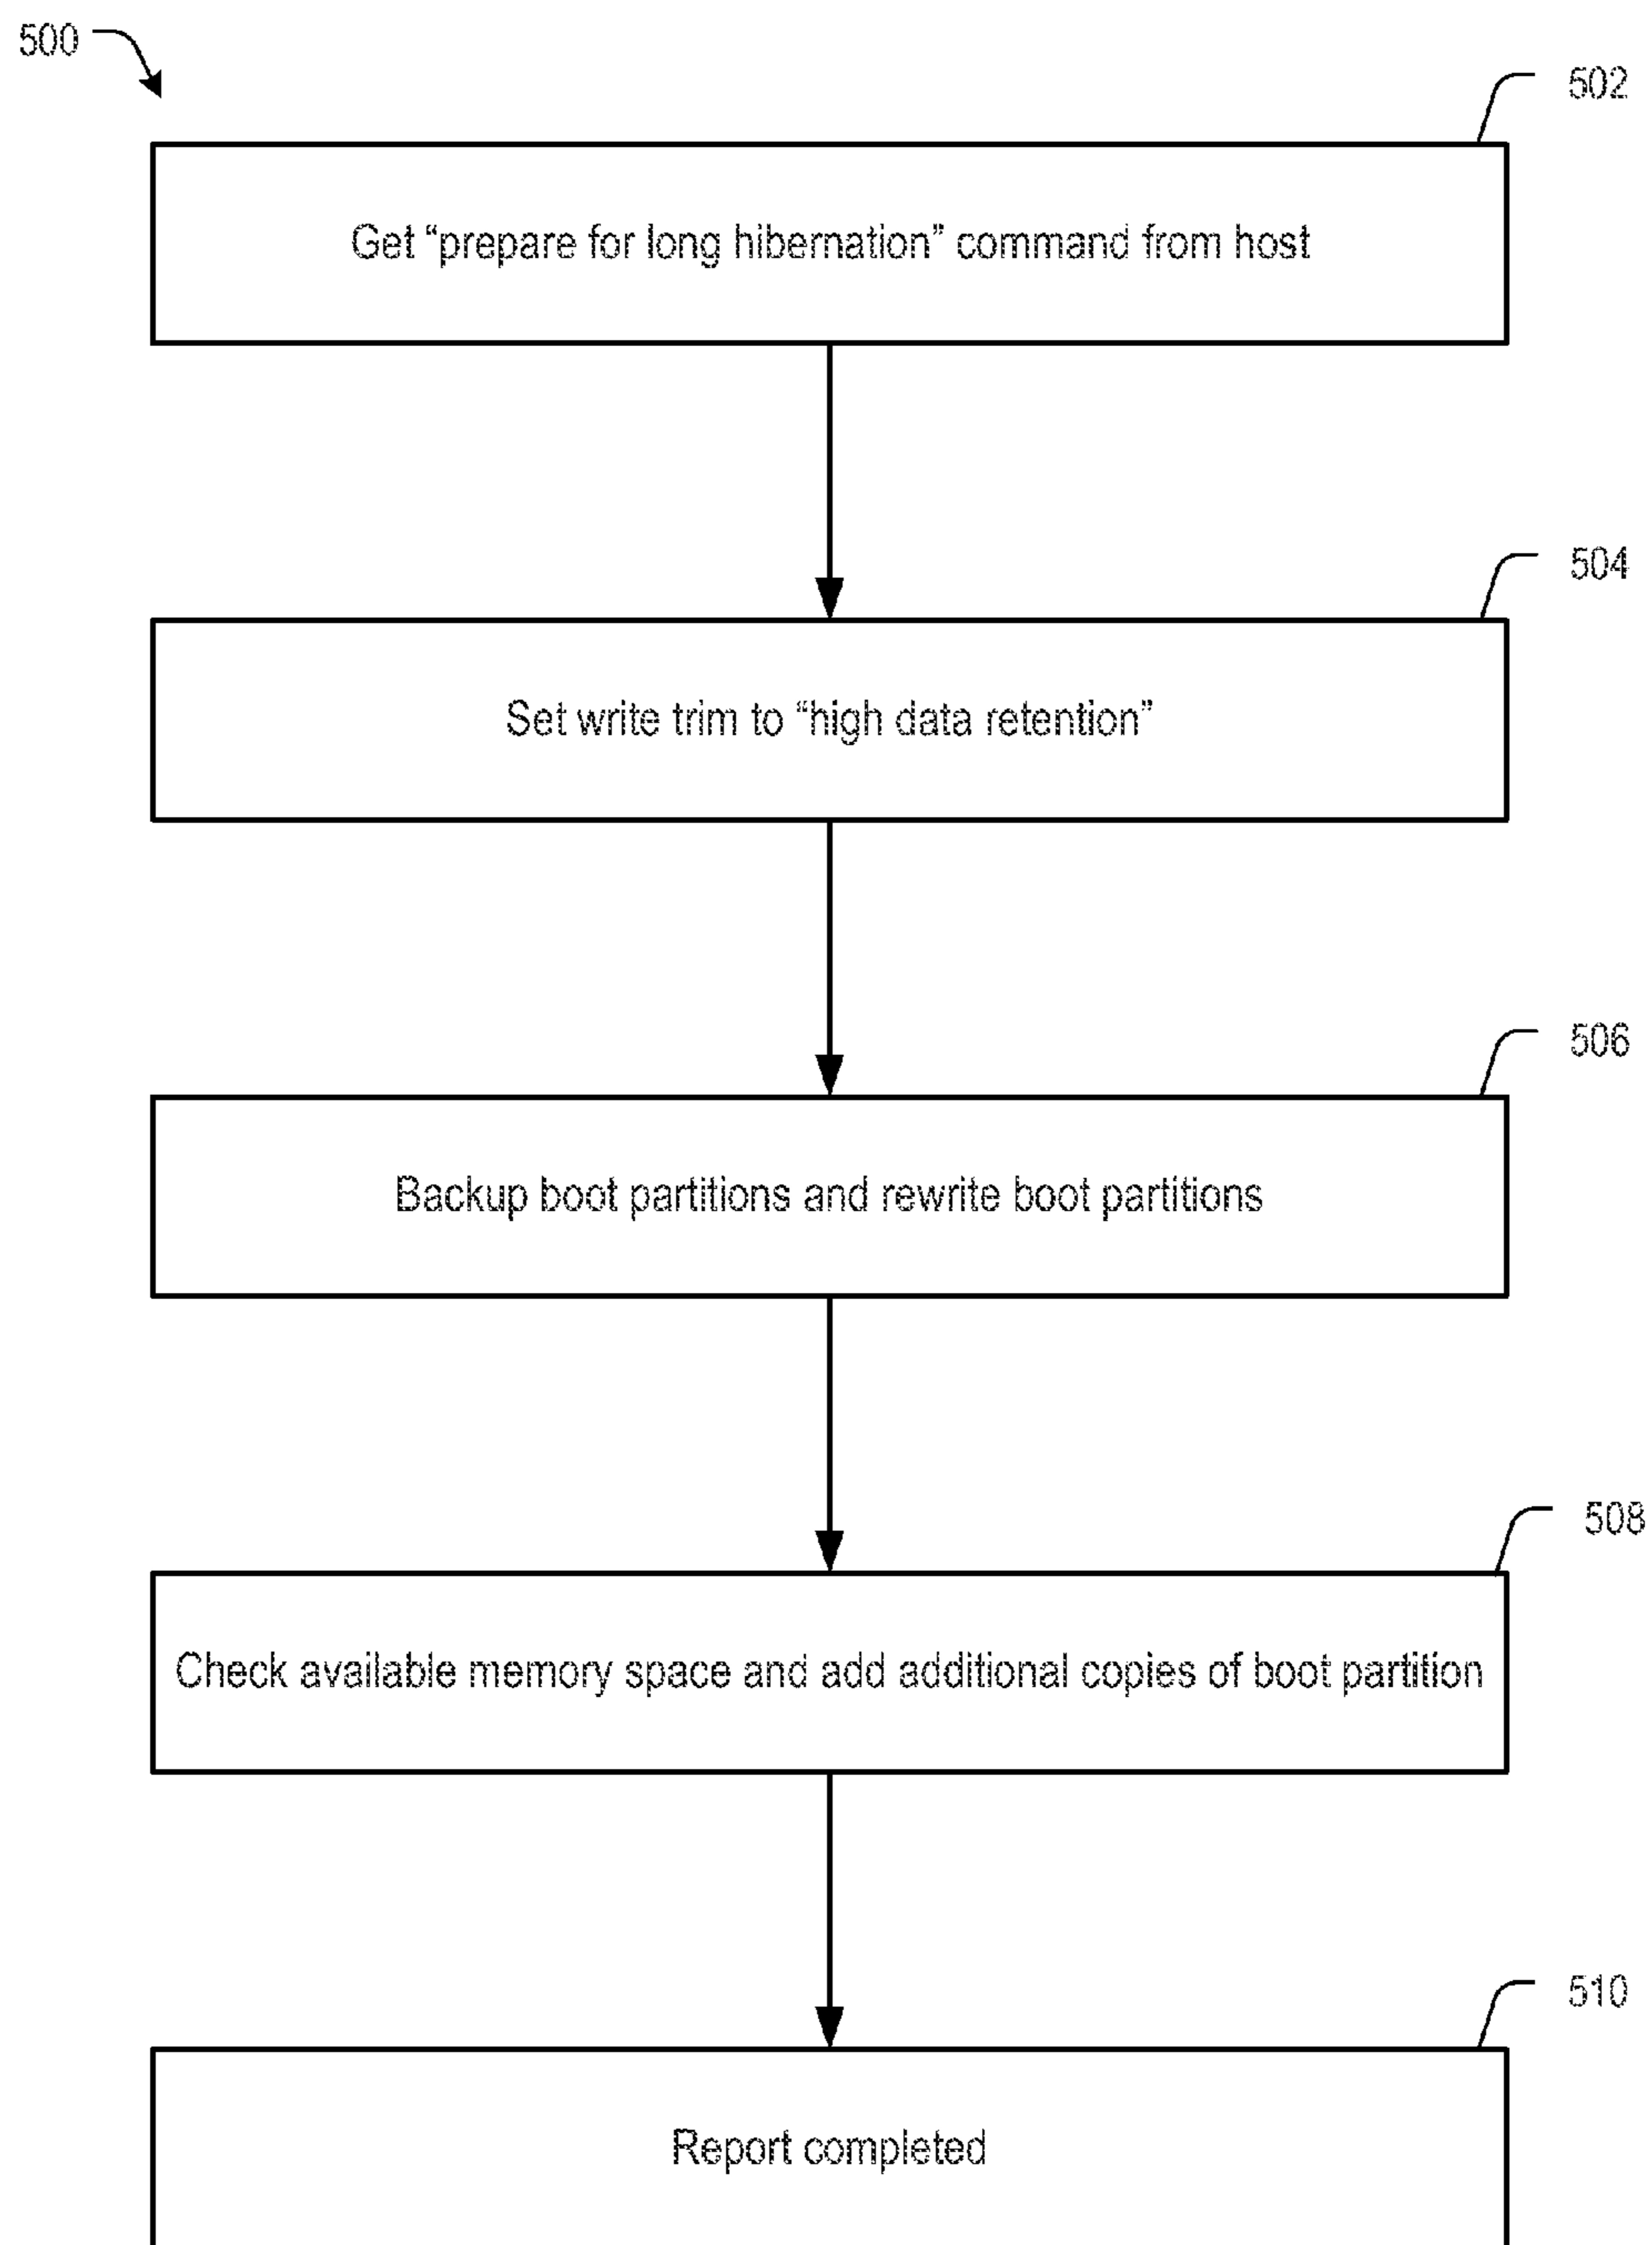 500
502
Get “prepare for long hibernation” command from host
504
Set write trim to “high data retention”
506
Backup boot partitions and rewrite boot partitions
508
Check available memory space and add additional copies of boot partition
510
Report completed